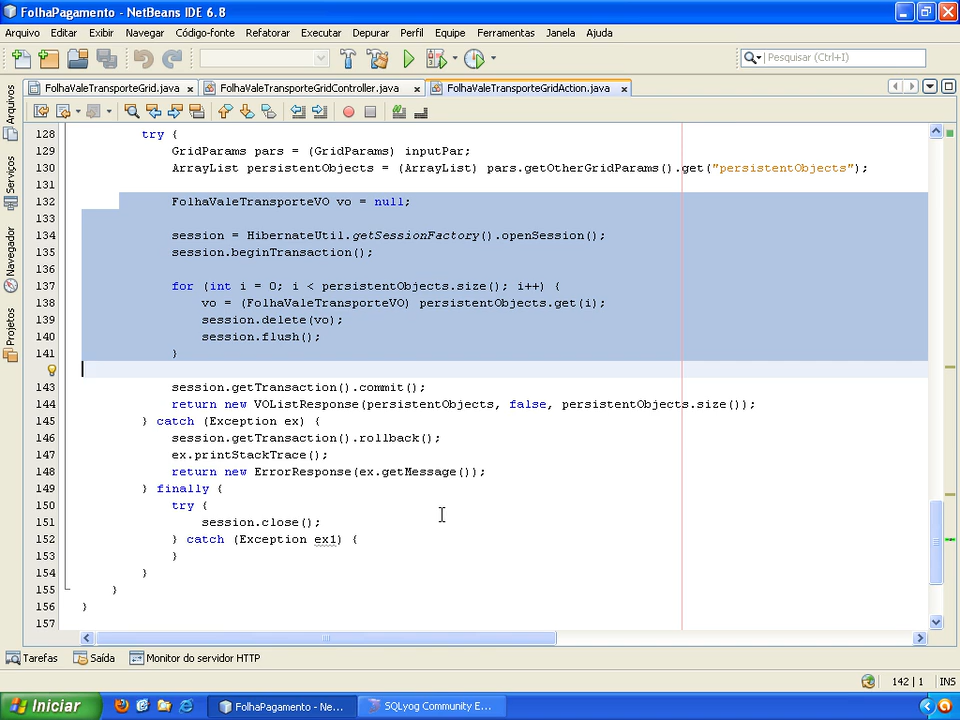 FolhaPagamento - NetBeans IDE 6.8
Arquivo Editar Exibir Navegar Código-fonte Refatorar Executar Depurar Perfil Equipe Ferramentas Janela Ajuda
Pesquisar (Ctrl+I)
FolhaValeTransporteGrid.java FolhaValeTransporteGridController.java FolhaValeTransporteGridAction.java
Arquivos
Serviços
Navegador
Projetos
128 try {
129 GridParams pars = (GridParams) inputPar;
130 ArrayList persistentObjects = (ArrayList) pars.getOtherGridParams().get("persistentObjects");
131
132 FolhaValeTransporteVO vo = null;
133
134 session = HibernateUtil.getSessionFactory().openSession();
135 session.beginTransaction();
136
137 for (int i = 0; i < persistentObjects.size(); i++) {
138 vo = (FolhaValeTransporteVO) persistentObjects.get(i);
139 session.delete(vo);
140 session.flush();
141 }
143 session.getTransaction().commit();
144 return new VOListResponse(persistentObjects, false, persistentObjects.size());
145 } catch (Exception ex) {
146 session.getTransaction().rollback();
147 ex.printStackTrace();
148 return new ErrorResponse(ex.getMessage());
149 } finally {
150 try {
151 session.close();
152 } catch (Exception ex1) {
153 }
154 }
155 }
156 }
157
Tarefas Saída Monitor do servidor HTTP
142 | 1 INS
Iniciar FolhaPagamento - Ne... SQLyog Community E...